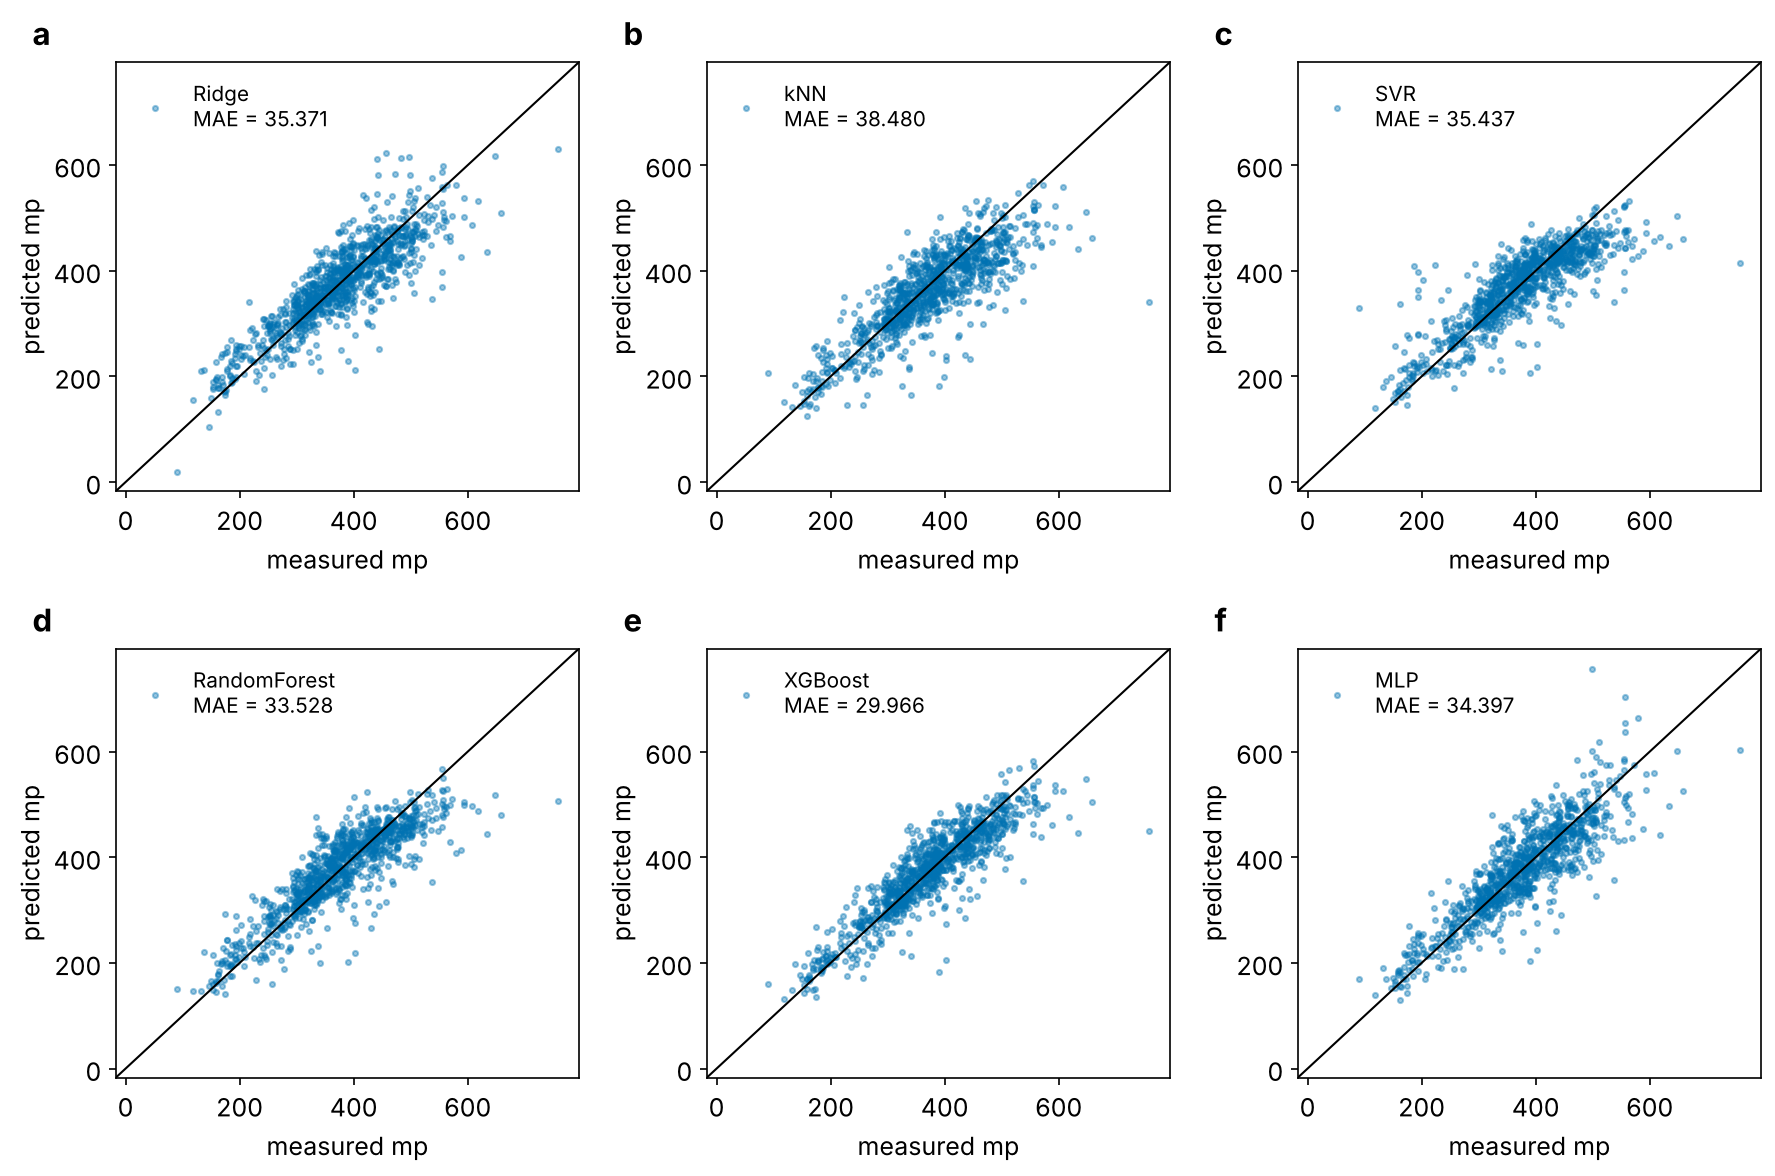 a
Ridge
MAE = 35.371
600
400
200
0
0 200 400 600
predicted mp
measured mp
b
kNN
MAE = 38.480
600
400
200
0
0 200 400 600
predicted mp
measured mp
c
SVR
MAE = 35.437
600
400
200
0
0 200 400 600
predicted mp
measured mp
d
RandomForest
MAE = 33.528
600
400
200
0
0 200 400 600
predicted mp
measured mp
e
XGBoost
MAE = 29.966
600
400
200
0
0 200 400 600
predicted mp
measured mp
f
MLP
MAE = 34.397
600
400
200
0
0 200 400 600
predicted mp
measured mp